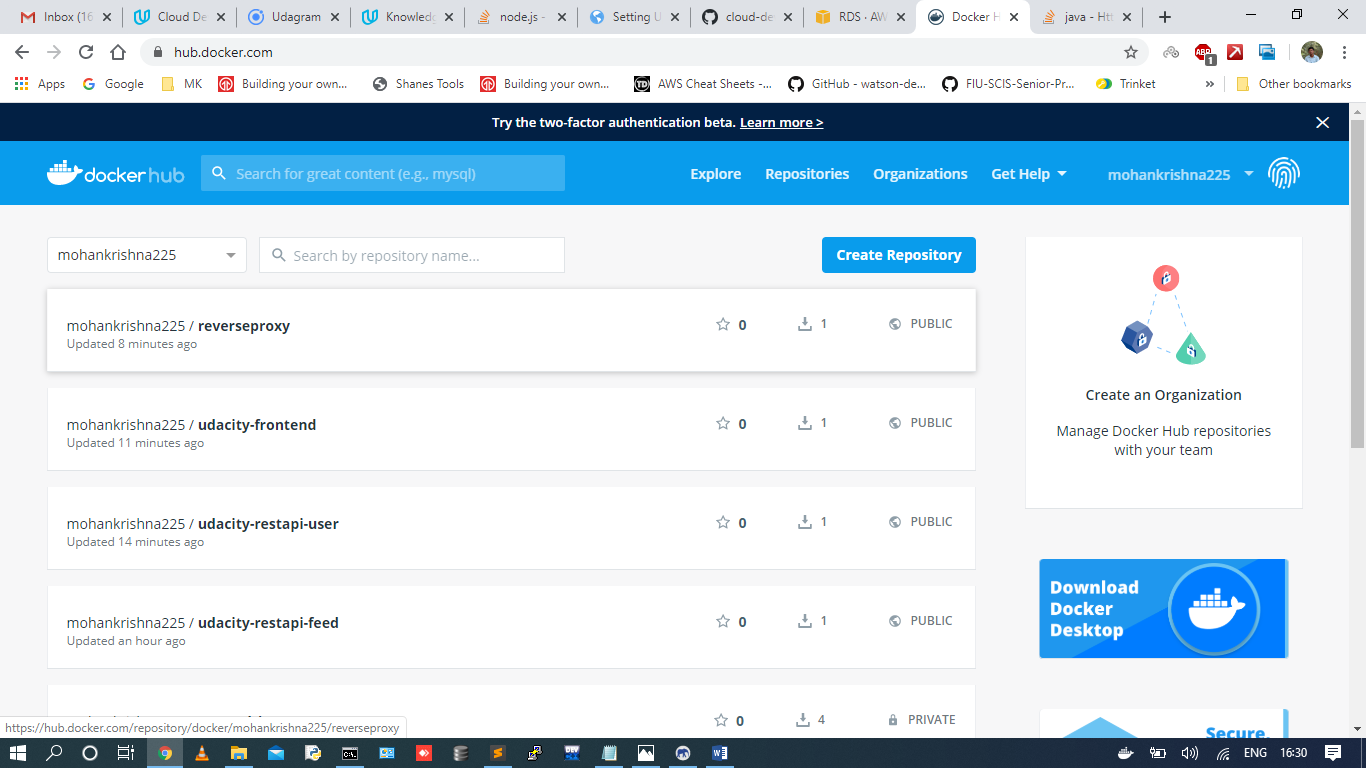 Inbox (16
Cloud De
Udagram
Knowledg
node.js -
Setting U
cloud-de
RDS · AW
Docker H
java - Htt
hub.docker.com
ABP
1
Apps
Google
MK
Building your own...
Shanes Tools
Building your own...
AWS Cheat Sheets -...
GitHub - watson-de...
FIU-SCIS-Senior-Pr...
Trinket
»
Other bookmarks
Try the two-factor authentication beta. Learn more >
docker hub
Search for great content (e.g., mysql)
Explore
Repositories
Organizations
Get Help
mohankrishna225
mohankrishna225
Search by repository name...
Create Repository
mohankrishna225 / reverseproxy
Updated 8 minutes ago
0
1
PUBLIC
mohankrishna225 / udacity-frontend
Updated 11 minutes ago
0
1
PUBLIC
mohankrishna225 / udacity-restapi-user
Updated 14 minutes ago
0
1
PUBLIC
mohankrishna225 / udacity-restapi-feed
Updated an hour ago
0
1
PUBLIC
0
4
PRIVATE
Create an Organization
Manage Docker Hub repositories
with your team
Download
Docker
Desktop
Secure
https://hub.docker.com/repository/docker/mohankrishna225/reverseproxy
ENG
16:30